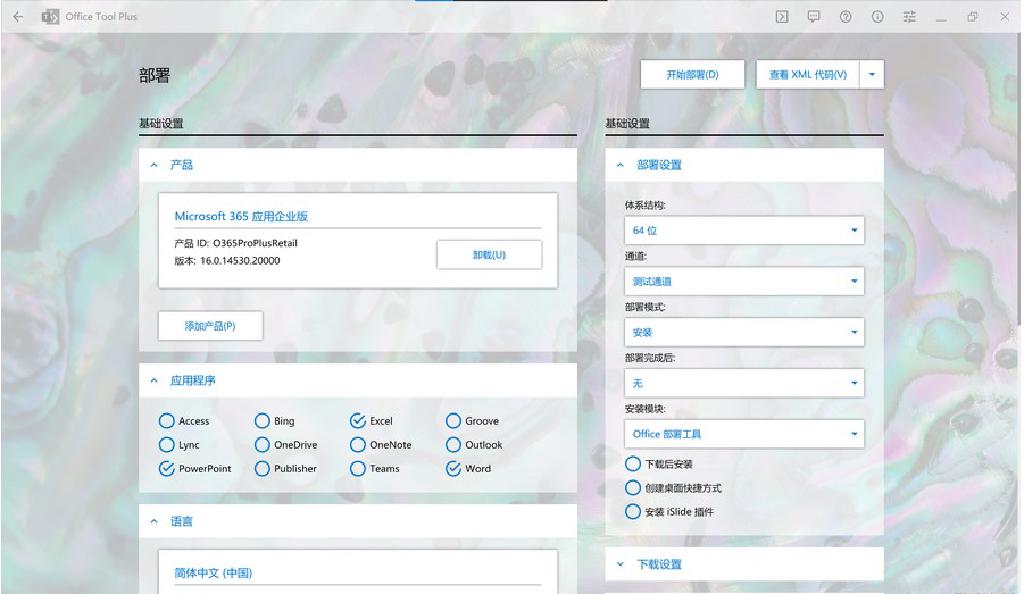 Office Tool Plus
部署
开始部署(D)
查看 XML 代码(V)
基础设置
产品
Microsoft 365 应用企业版
产品 ID: O365ProPlusRetail
版本: 16.0.14530.20000
卸载(U)
添加产品(P)
应用程序
Access Bing Excel Groove
Lync OneDrive OneNote Outlook
PowerPoint Publisher Teams Word
语言
简体中文 (中国)
基础设置
部署设置
体系结构:
64 位
通道:
测试通道
部署模式:
安装
部署完成后:
无
安装模块:
Office 部署工具
下载后安装
创建桌面快捷方式
安装 iSlide 插件
下载设置